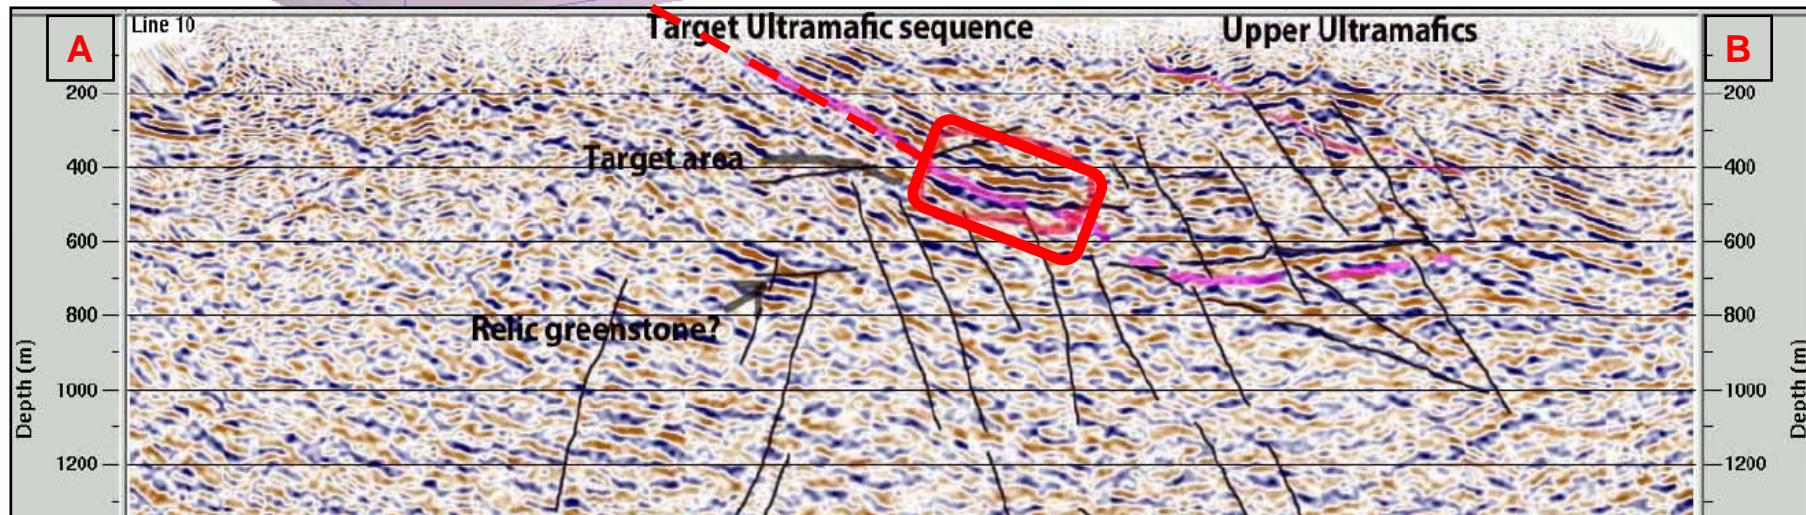 Line 10
Target Ultramafic sequence
Upper Ultramafics
A
B
200
200
400
400
Target area
600
600
800
800
Relic greenstone?
1000
1000
1200
1200
Depth (m)
Depth (m)